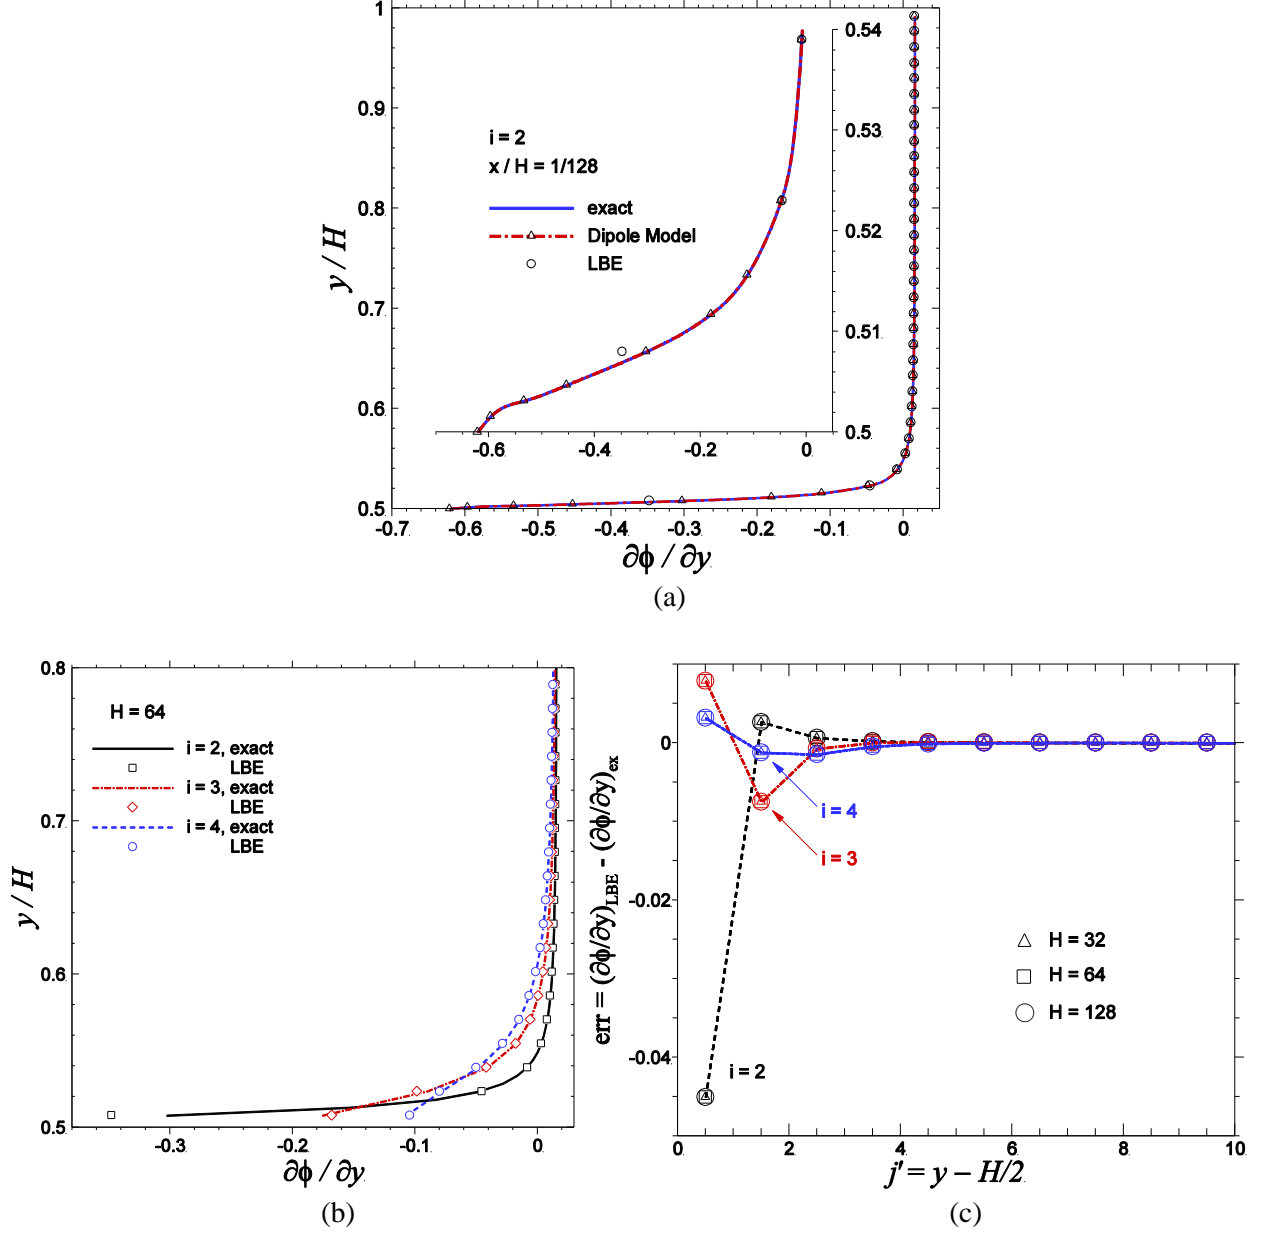 1
0.9
0.8
0.7
0.6
0.5
y / H
-0.7 -0.6 -0.5 -0.4 -0.3 -0.2 -0.1 0
∂ϕ / ∂y
i = 2
x / H = 1/128
exact
Dipole Model
LBE
0.54
0.53
0.52
0.51
0.5
-0.6 -0.4 -0.2 0
(a)
0.8
0.7
0.6
0.5
y / H
H = 64
i = 2, exact
LBE
i = 3, exact
LBE
i = 4, exact
LBE
-0.3 -0.2 -0.1 0
∂ϕ / ∂y
(b)
err = (∂ϕ/∂y)LBE - (∂ϕ/∂y)ex
0
-0.02
-0.04
i = 4
i = 3
i = 2
H = 32
H = 64
H = 128
0 2 4 6 8 10
j' = y – H/2
(c)